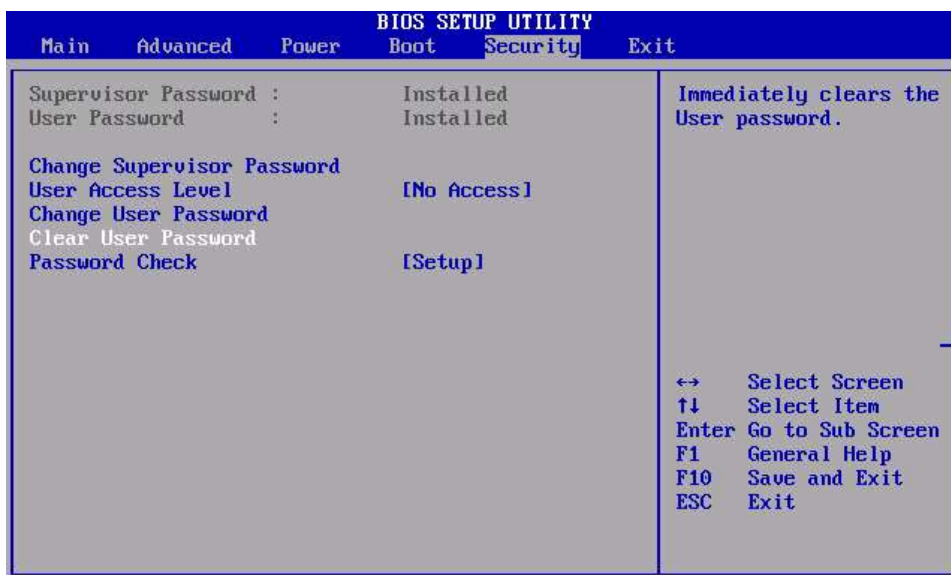 BIOS SETUP UTILITY
Main Advanced Power Boot Security Exit
Supervisor Password : Installed
User Password : Installed
Change Supervisor Password
User Access Level [No Access]
Change User Password
Clear User Password
Password Check [Setup]
Immediately clears the
User password.
↔ Select Screen
↑↓ Select Item
Enter Go to Sub Screen
F1 General Help
F10 Save and Exit
ESC Exit